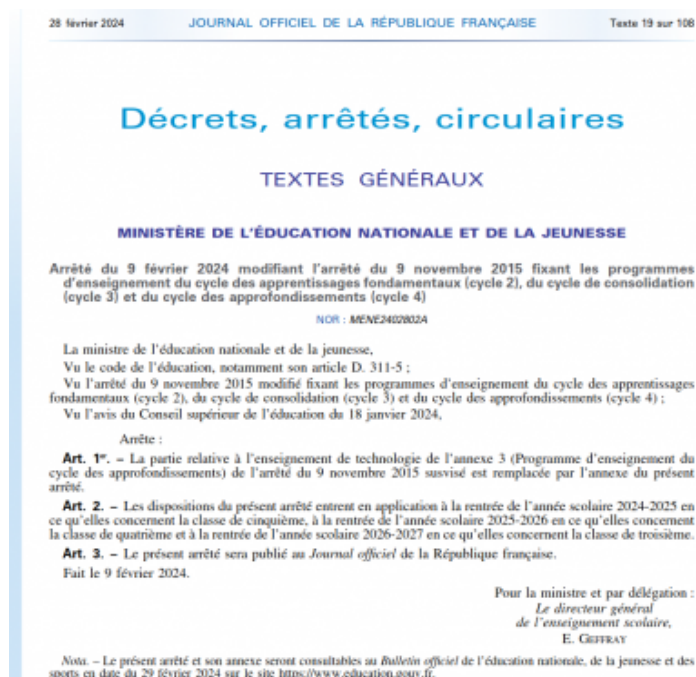 28 février 2024 JOURNAL OFFICIEL DE LA RÉPUBLIQUE FRANÇAISE Texte 19 sur 108
Décrets, arrêtés, circulaires
TEXTES GÉNÉRAUX
MINISTÈRE DE L'ÉDUCATION NATIONALE ET DE LA JEUNESSE
Arrêté du 9 février 2024 modifiant l'arrêté du 9 novembre 2015 fixant les programmes
d'enseignement du cycle des apprentissages fondamentaux (cycle 2), du cycle de consolidation
(cycle 3) et du cycle des approfondissements (cycle 4)
NOR : MENE2402802A
La ministre de l'éducation nationale et de la jeunesse,
Vu le code de l'éducation, notamment son article D. 311-5 ;
Vu l'arrêté du 9 novembre 2015 modifié fixant les programmes d'enseignement du cycle des apprentissages
fondamentaux (cycle 2), du cycle de consolidation (cycle 3) et du cycle des approfondissements (cycle 4) ;
Vu l'avis du Conseil supérieur de l'éducation du 18 janvier 2024,
Arrête :
Art. 1er. – La partie relative à l'enseignement de technologie de l'annexe 3 (Programme d'enseignement du
cycle des approfondissements) de l'arrêté du 9 novembre 2015 susvisé est remplacée par l'annexe du présent
arrêté.
Art. 2. – Les dispositions du présent arrêté entrent en application à la rentrée de l'année scolaire 2024-2025 en
ce qu'elles concernent la classe de cinquième, à la rentrée de l'année scolaire 2025-2026 en ce qu'elles concernent
la classe de quatrième et à la rentrée de l'année scolaire 2026-2027 en ce qu'elles concernent la classe de troisième.
Art. 3. – Le présent arrêté sera publié au Journal officiel de la République française.
Fait le 9 février 2024.
Pour la ministre et par délégation :
Le directeur général
de l'enseignement scolaire,
E. GEFFRAY
Nota. – Le présent arrêté et son annexe seront consultables au Bulletin officiel de l'éducation nationale, de la jeunesse et des
sports en date du 29 février 2024 sur le site https://www.education.gouv.fr.